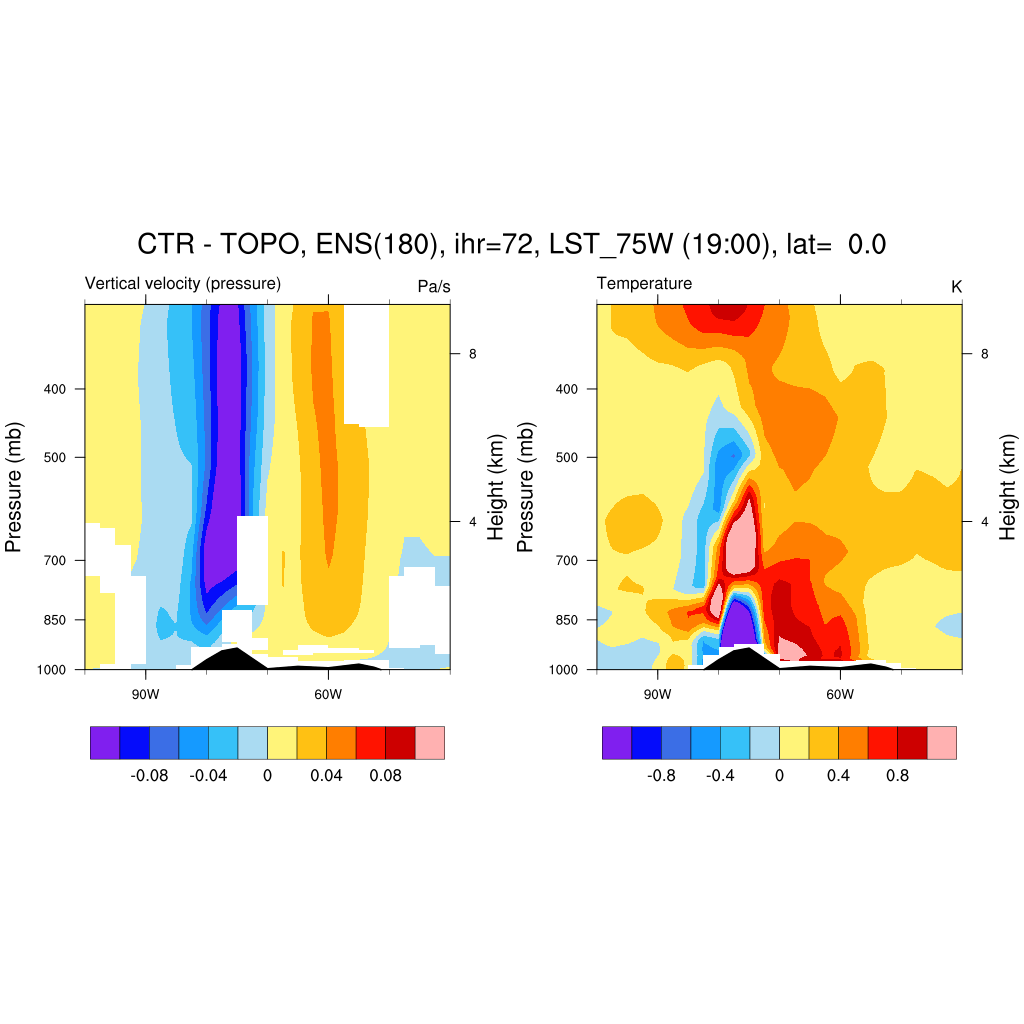 CTR - TOPO, ENS(180), ihr=72, LST_75W (19:00), lat=  0.0
Vertical velocity (pressure)
Pa/s
Pressure (mb)
400
500
700
850
1000
90W
60W
8
4
Height (km)
-0.08
-0.04
0
0.04
0.08
Temperature
K
Pressure (mb)
400
500
700
850
1000
90W
60W
8
4
Height (km)
-0.8
-0.4
0
0.4
0.8